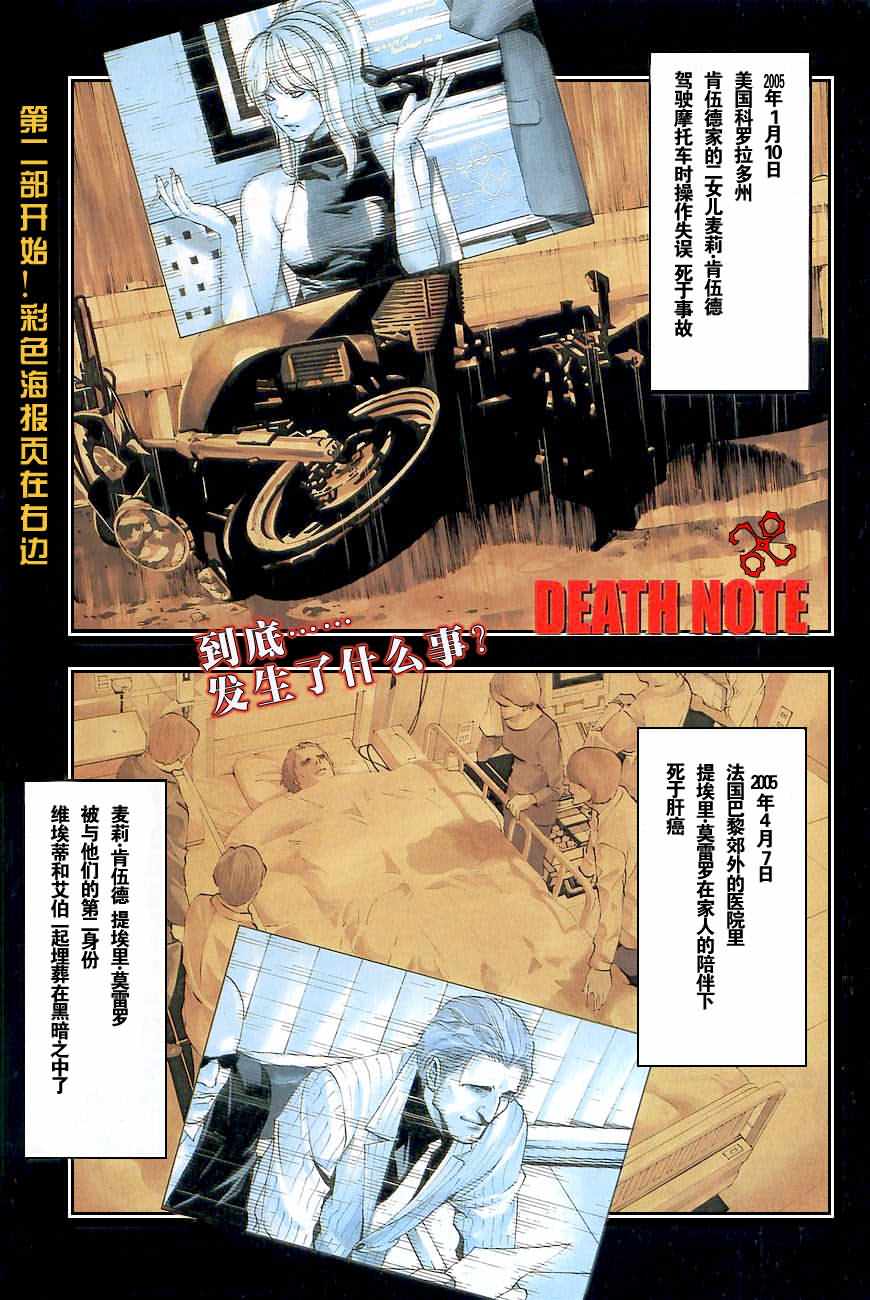 2005年1月10日
美国科罗拉多州
肯伍德家的二女儿麦莉·肯伍德
驾驶摩托车时操作失误 死于事故
第二部开始！彩色海报页在右边
DEATH NOTE
到底……
发生了什么事？
2005年4月7日
法国巴黎郊外的医院里
提埃里·莫雷罗在家人的陪伴下
死于肝癌
麦莉·肯伍德 提埃里·莫雷罗
被与他们的第二身份
维埃蒂和艾伯一起埋葬在黑暗之中了